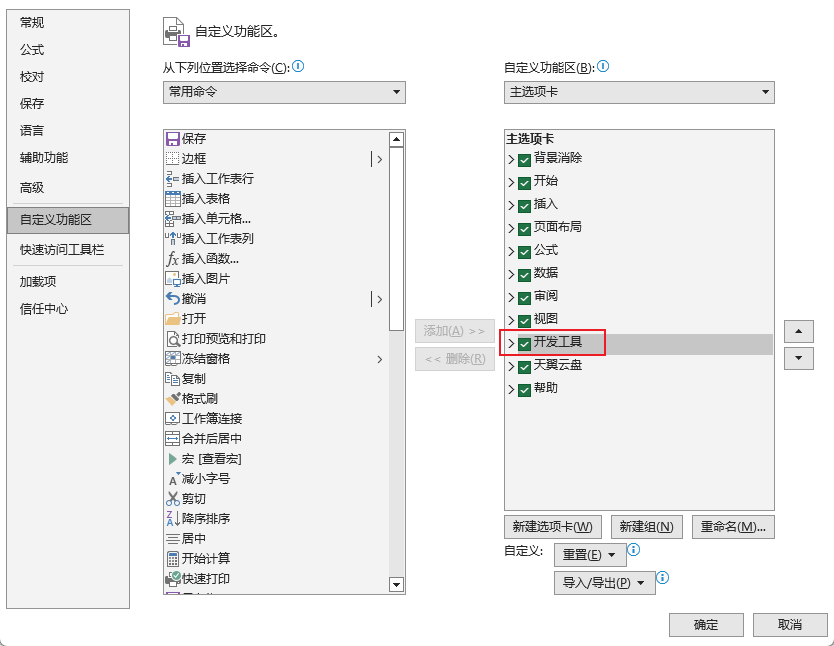 常规
公式
校对
保存
语言
辅助功能
高级
自定义功能区
快速访问工具栏
加载项
信任中心
自定义功能区。
从下列位置选择命令(C):
常用命令
保存
边框
插入工作表行
插入表格
插入单元格...
插入工作表列
插入函数...
插入图片
撤消
打开
打印预览和打印
冻结窗格
复制
格式刷
工作簿连接
合并后居中
宏 [查看宏]
减小字号
剪切
降序排序
居中
开始计算
快速打印
添加(A) >>
<< 删除(R)
自定义功能区(B):
主选项卡
主选项卡
背景消除
开始
插入
页面布局
公式
数据
审阅
视图
开发工具
天翼云盘
帮助
新建选项卡(W)
新建组(N)
重命名(M)...
自定义:
重置(E)
导入/导出(P)
确定
取消